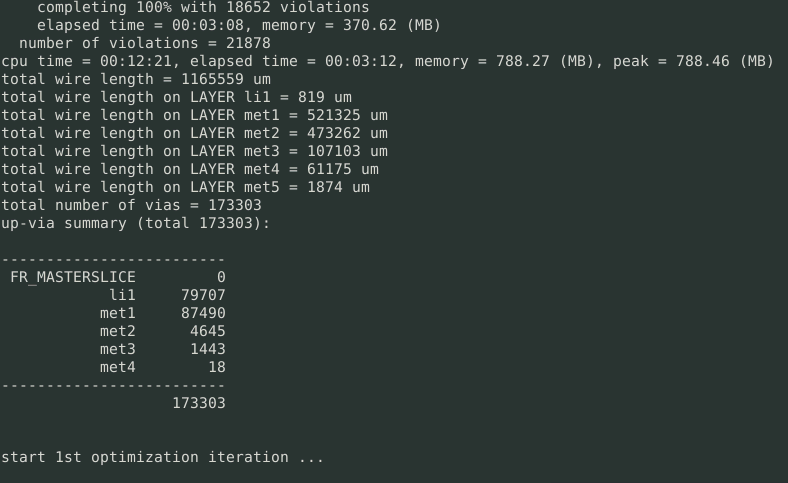 completing 100% with 18652 violations
elapsed time = 00:03:08, memory = 370.62 (MB)
number of violations = 21878
cpu time = 00:12:21, elapsed time = 00:03:12, memory = 788.27 (MB), peak = 788.46 (MB)
total wire length = 1165559 um
total wire length on LAYER li1 = 819 um
total wire length on LAYER met1 = 521325 um
total wire length on LAYER met2 = 473262 um
total wire length on LAYER met3 = 107103 um
total wire length on LAYER met4 = 61175 um
total wire length on LAYER met5 = 1874 um
total number of vias = 173303
up-via summary (total 173303):
-------------------------
FR_MASTERSLICE 0
li1 79707
met1 87490
met2 4645
met3 1443
met4 18
-------------------------
173303
start 1st optimization iteration ...